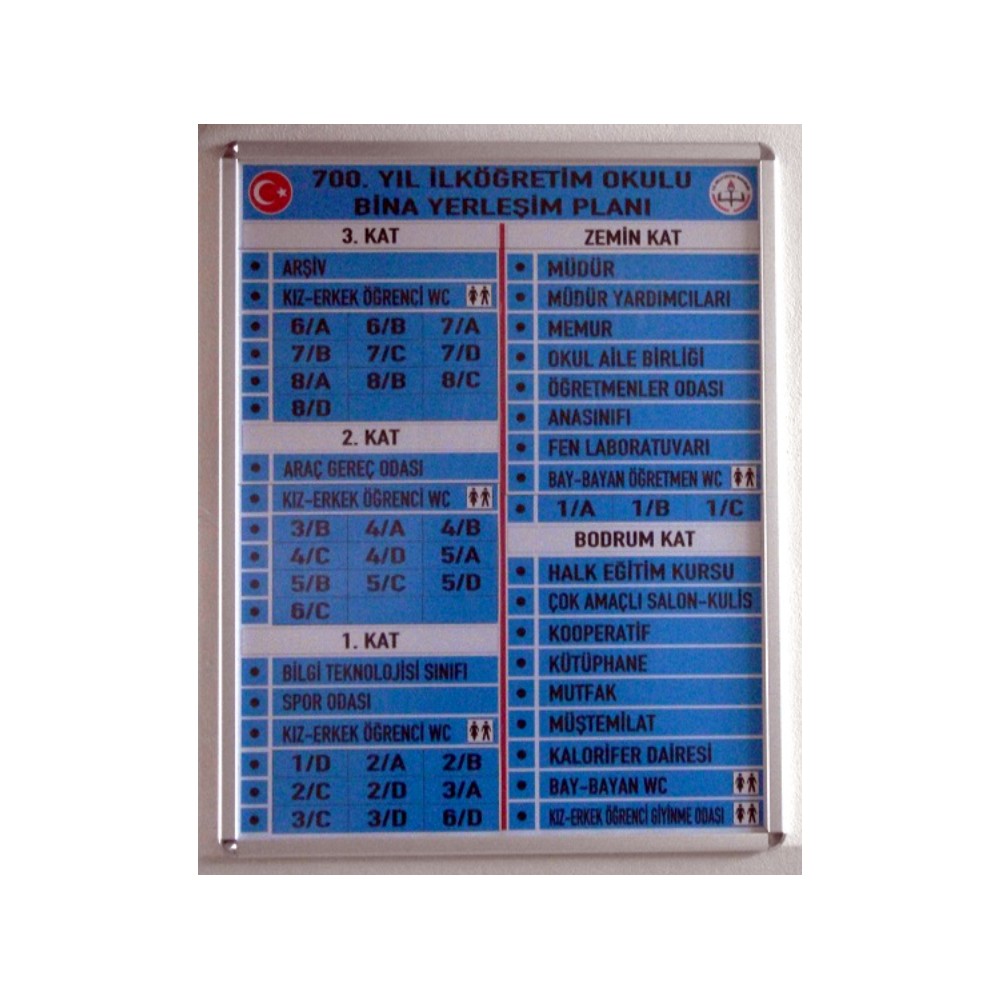 700. YIL İLKÖĞRETİM OKULU
BİNA YERLEŞİM PLANI
3. KAT
ARŞİV
KIZ-ERKEK ÖĞRENCİ WC
6/A 6/B 7/A
7/B 7/C 7/D
8/A 8/B 8/C
8/D
2. KAT
ARAÇ GEREÇ ODASI
KIZ-ERKEK ÖĞRENCİ WC
3/B 4/A 4/B
4/C 4/D 5/A
5/B 5/C 5/D
6/C
1. KAT
BİLGİ TEKNOLOJİSİ SINIFI
SPOR ODASI
KIZ-ERKEK ÖĞRENCİ WC
1/D 2/A 2/B
2/C 2/D 3/A
3/C 3/D 6/D
ZEMİN KAT
MÜDÜR
MÜDÜR YARDIMCILARI
MEMUR
OKUL AİLE BİRLİĞİ
ÖĞRETMENLER ODASI
ANASINIFI
FEN LABORATUVARI
BAY-BAYAN ÖĞRETMEN WC
1/A 1/B 1/C
BODRUM KAT
HALK EĞİTİM KURSU
ÇOK AMAÇLI SALON-KULİS
KOOPERATİF
KÜTÜPHANE
MUTFAK
MÜŞTEMİLAT
KALORİFER DAİRESİ
BAY-BAYAN WC
KIZ-ERKEK ÖĞRENCİ GİYİNME ODASI